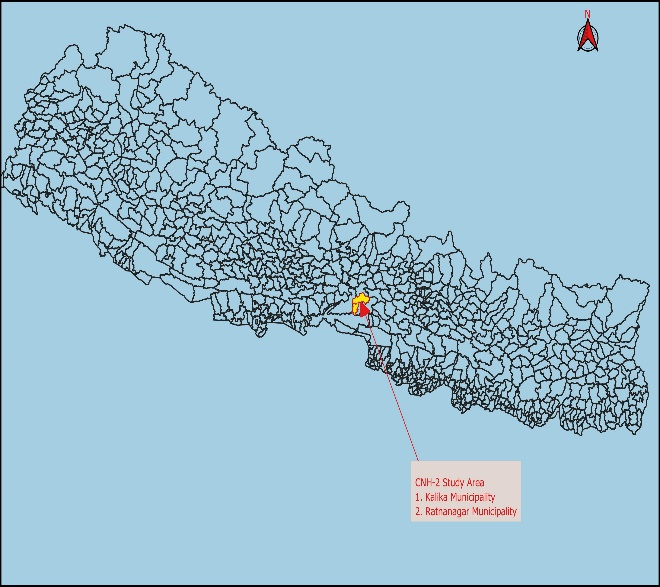 N
CNH-2 Study Area
1. Kalika Municipality
2. Ratnanagar Municipality